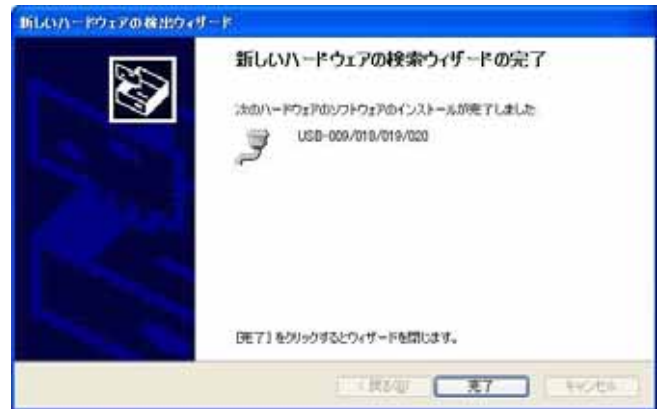 新しいハードウェアの検出ウィザード
新しいハードウェアの検索ウィザードの完了
次のハードウェアのソフトウェアのインストールが完了しました
USB-009/018/019/020
[完了] をクリックするとウィザードを閉じます。
< 戻る(B)
完了
キャンセル